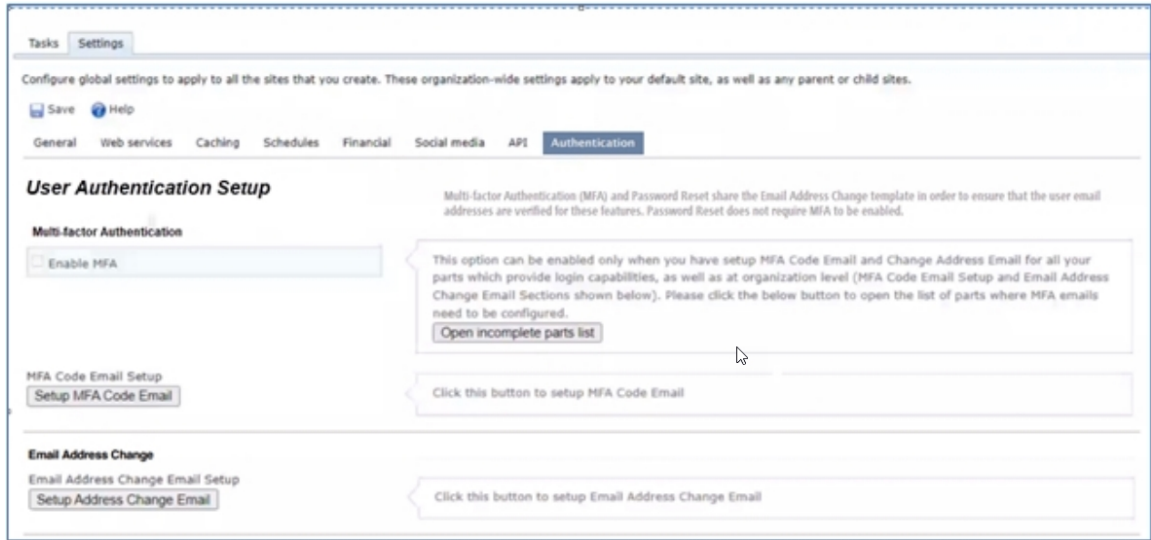 Tasks Settings
Configure global settings to apply to all the sites that you create. These organization-wide settings apply to your default site, as well as any parent or child sites.
Save Help
General Web services Caching Schedules Financial Social media API Authentication
User Authentication Setup
Multi-factor Authentication (MFA) and Password Reset share the Email Address Change template in order to ensure that the user email
addresses are verified for these features. Password Reset does not require MFA to be enabled.
Multi-factor Authentication
Enable MFA
This option can be enabled only when you have setup MFA Code Email and Change Address Email for all your
parts which provide login capabilities, as well as at organization level (MFA Code Email Setup and Email Address
Change Email Sections shown below). Please click the below button to open the list of parts where MFA emails
need to be configured.
Open incomplete parts list
MFA Code Email Setup
Setup MFA Code Email
Click this button to setup MFA Code Email
Email Address Change
Email Address Change Email Setup
Setup Address Change Email
Click this button to setup Email Address Change Email